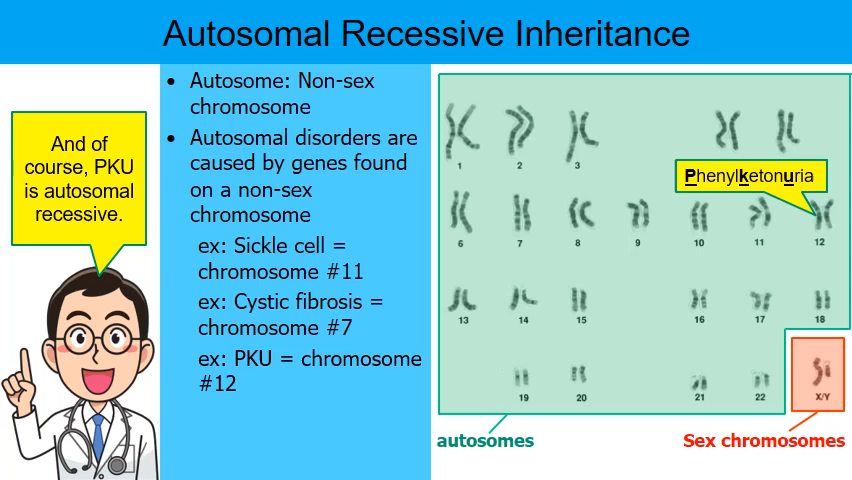 Autosomal Recessive Inheritance
And of
course, PKU
is autosomal
recessive.
• Autosome: Non-sex
chromosome
• Autosomal disorders are
caused by genes found
on a non-sex
chromosome
ex: Sickle cell =
chromosome #11
ex: Cystic fibrosis =
chromosome #7
ex: PKU = chromosome
#12
1 2 3
Phenylketonuria
6 7 8 9 10 11 12
13 14 15 16 17 18
19 20 21 22 X/Y
autosomes
Sex chromosomes